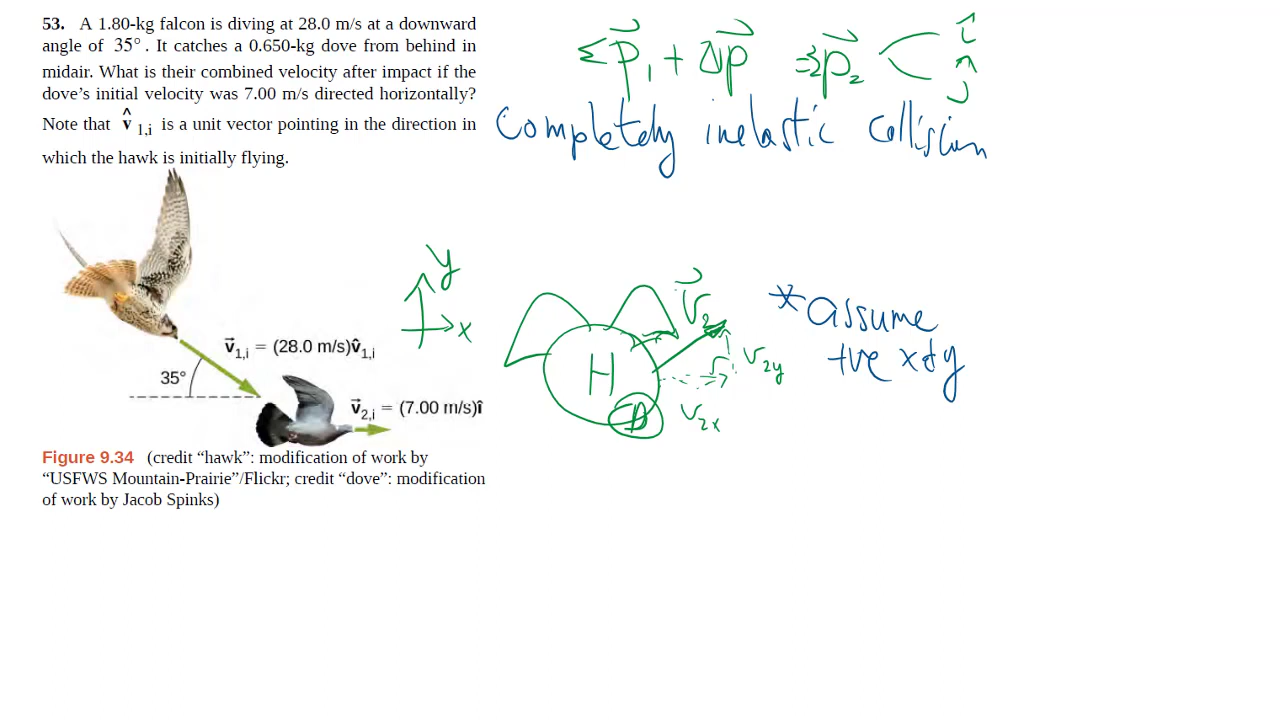 53. A 1.80-kg falcon is diving at 28.0 m/s at a downward
angle of 35°. It catches a 0.650-kg dove from behind in
midair. What is their combined velocity after impact if the
dove's initial velocity was 7.00 m/s directed horizontally?
Note that v̂ 1,i is a unit vector pointing in the direction in
which the hawk is initially flying.
v⃗1,i = (28.0 m/s)v̂1,i
35°
v⃗2,i = (7.00 m/s)î
Figure 9.34 (credit "hawk": modification of work by
"USFWS Mountain-Prairie"/Flickr; credit "dove": modification
of work by Jacob Spinks)
Σp⃗1 + Δp⃗ = Σp⃗2 < î
ĵ
Completely inelastic collision
y
x
H
D
v⃗2
v2y
v2x
*assume
+ve x & y